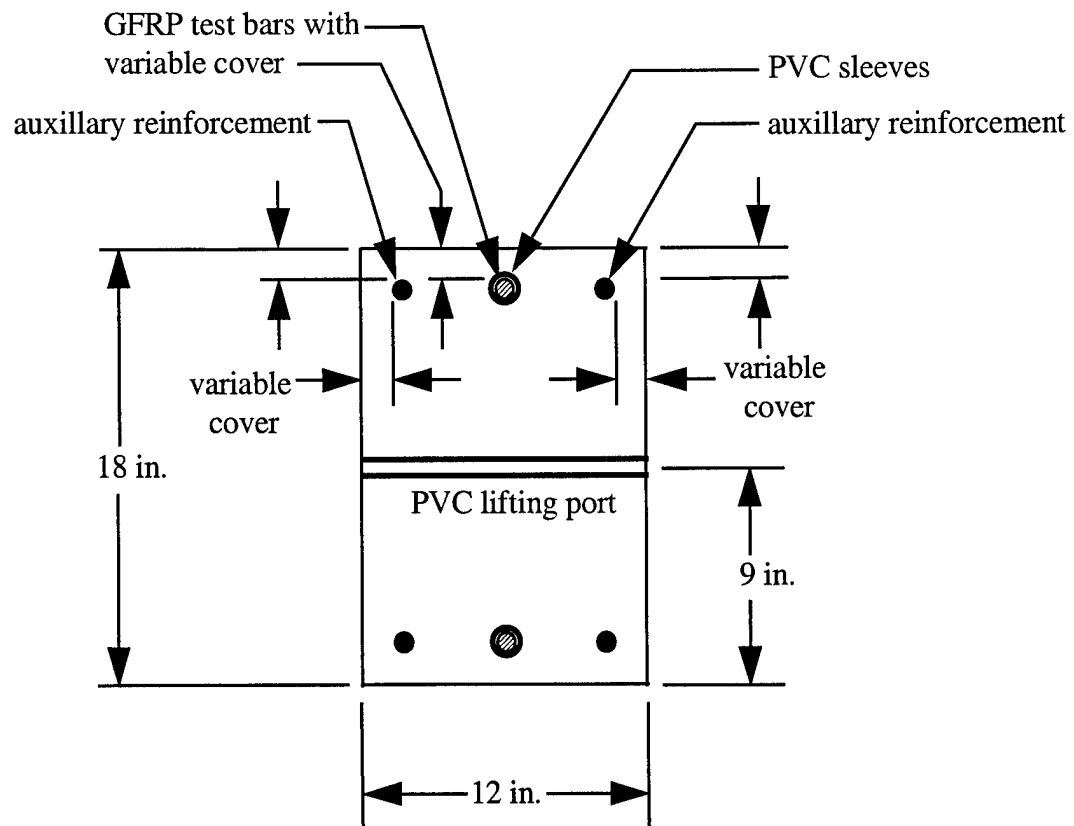 GFRP test bars with
variable cover
PVC sleeves
auxillary reinforcement
auxillary reinforcement
variable
cover
variable
cover
18 in.
PVC lifting port
9 in.
12 in.